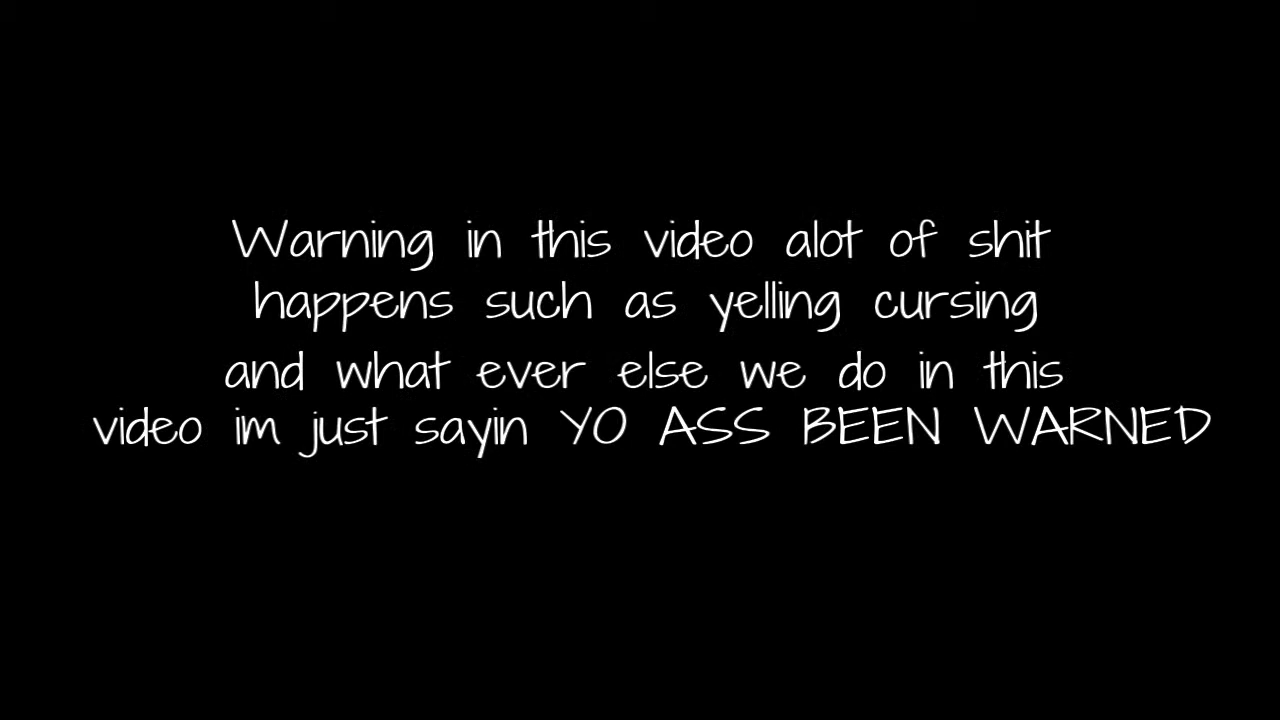 Warning in this video alot of shit
happens such as yelling cursing
and what ever else we do in this
video im just sayin YO ASS BEEN WARNED